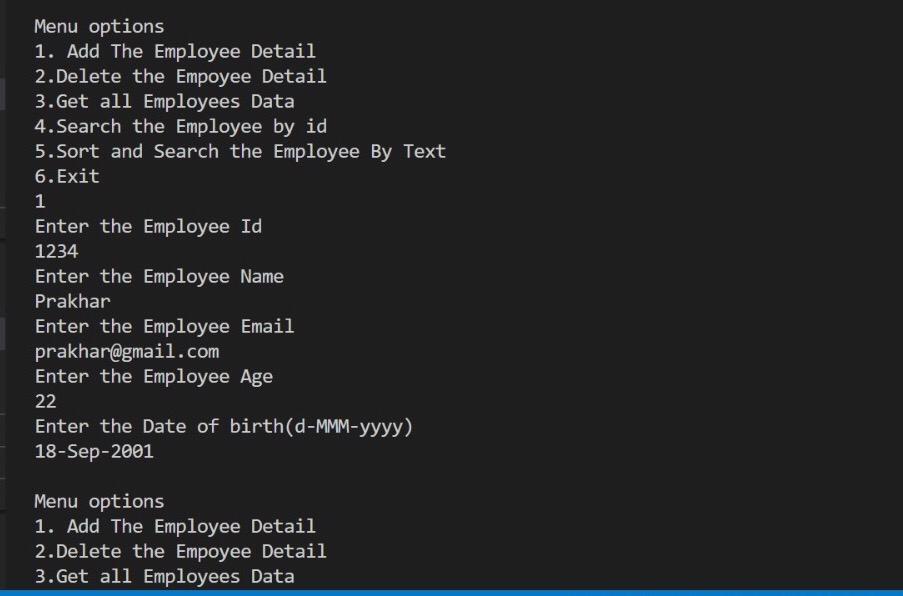 Menu options
1. Add The Employee Detail
2.Delete the Empoyee Detail
3.Get all Employees Data
4.Search the Employee by id
5.Sort and Search the Employee By Text
6.Exit
1
Enter the Employee Id
1234
Enter the Employee Name
Prakhar
Enter the Employee Email
prakhar@gmail.com
Enter the Employee Age
22
Enter the Date of birth(d-MMM-yyyy)
18-Sep-2001
Menu options
1. Add The Employee Detail
2.Delete the Empoyee Detail
3.Get all Employees Data